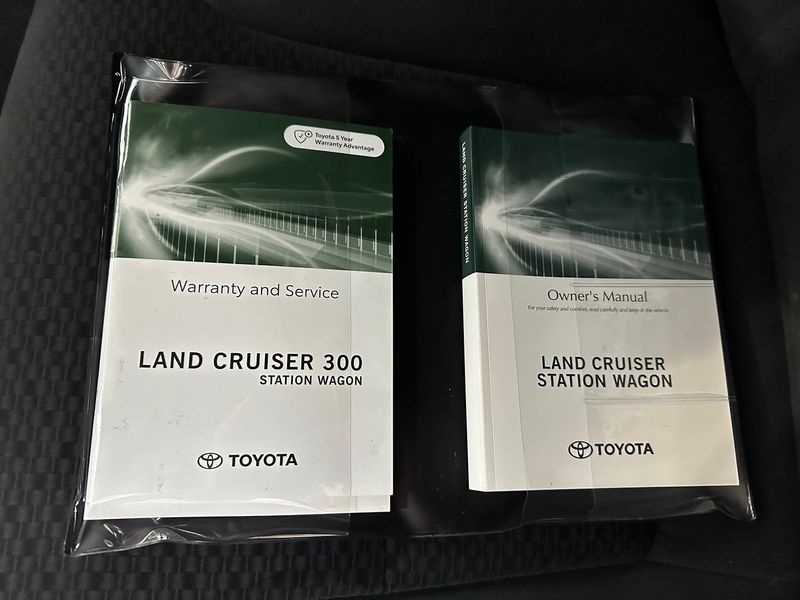 Toyota 5 Year
Warranty Advantage
Warranty and Service
LAND CRUISER 300
STATION WAGON
TOYOTA
LAND CRUISER STATION WAGON
Owner's Manual
For your safety and comfort, read carefully and keep in the vehicle.
LAND CRUISER
STATION WAGON
TOYOTA